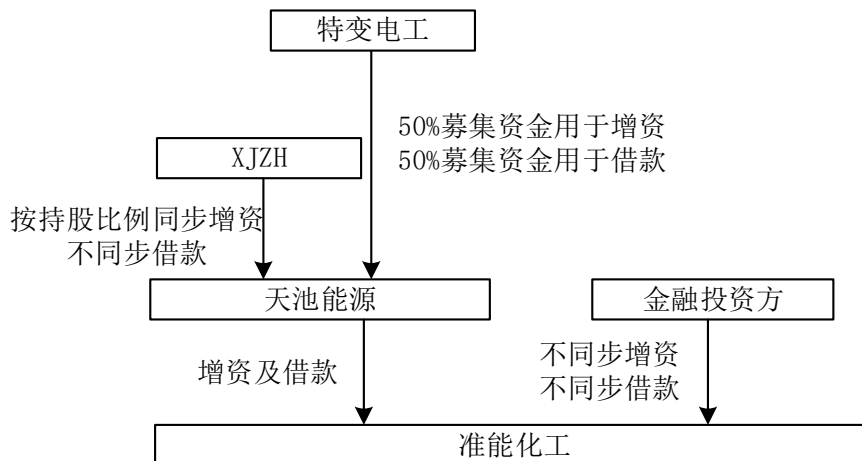 特变电工
50%募集资金用于增资
50%募集资金用于借款
XJZH
按持股比例同步增资
不同步借款
天池能源
金融投资方
增资及借款
不同步增资
不同步借款
准能化工